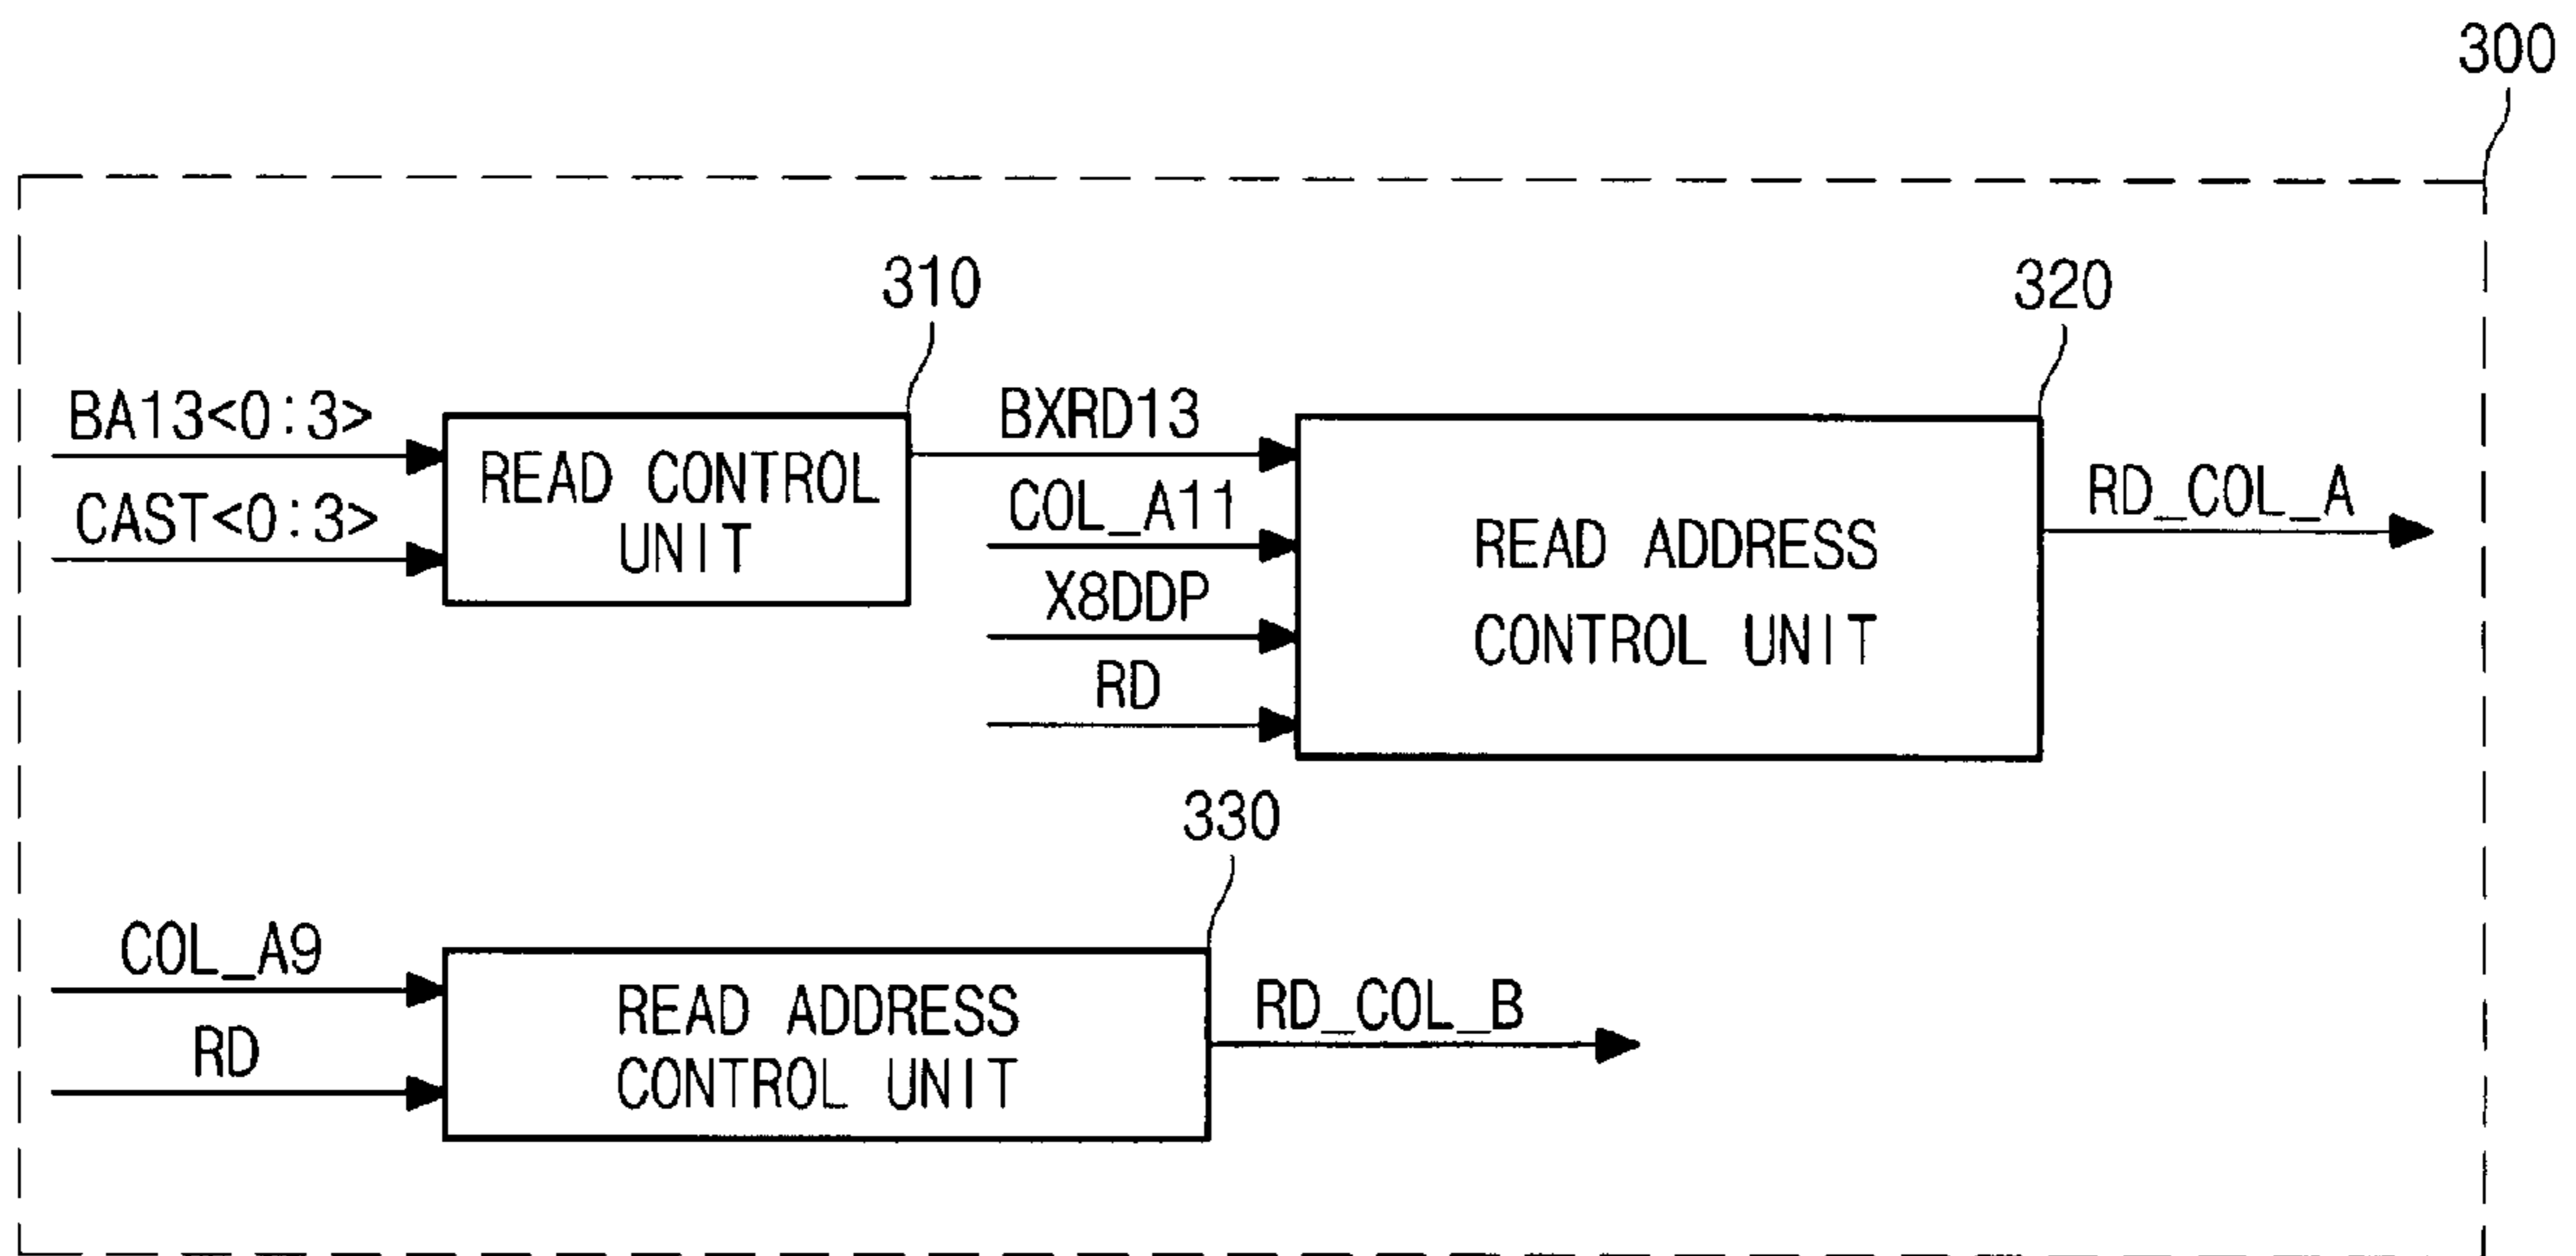 300
310
320
BA13<0:3>
CAST<0:3>
READ CONTROL
UNIT
BXRD13
COL_A11
X8DDP
RD
READ ADDRESS
CONTROL UNIT
RD_COL_A
330
COL_A9
RD
READ ADDRESS
CONTROL UNIT
RD_COL_B